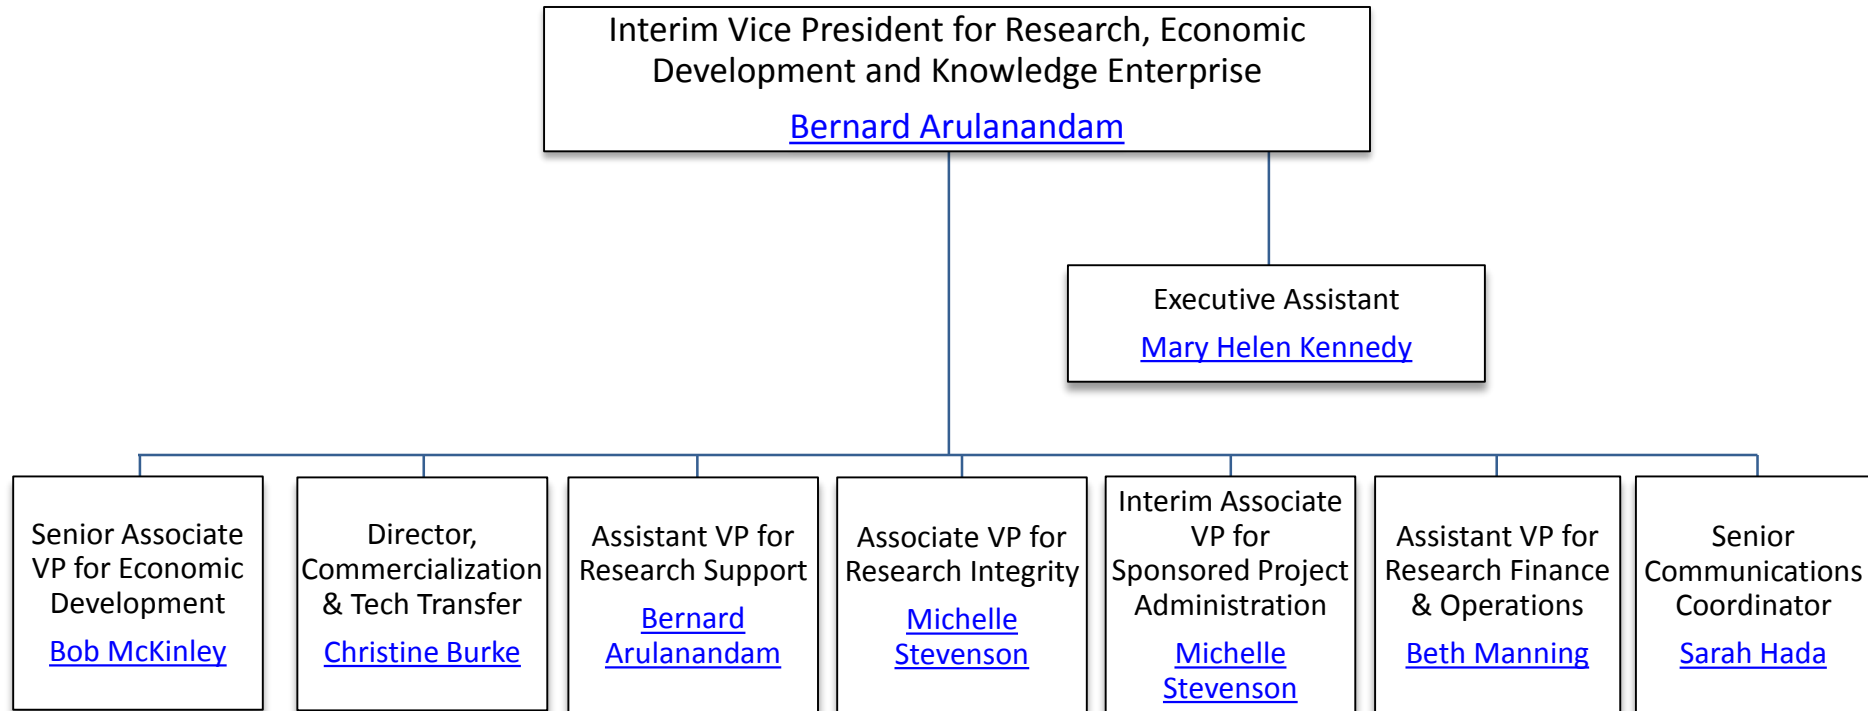 Interim Vice President for Research, Economic
Development and Knowledge Enterprise
Bernard Arulanandam
Executive Assistant
Mary Helen Kennedy
Senior Associate
VP for Economic
Development
Bob McKinley
Director,
Commercialization
& Tech Transfer
Christine Burke
Assistant VP for
Research Support
Bernard
Arulanandam
Associate VP for
Research Integrity
Michelle
Stevenson
Interim Associate
VP for
Sponsored Project
Administration
Michelle
Stevenson
Assistant VP for
Research Finance
& Operations
Beth Manning
Senior
Communications
Coordinator
Sarah Hada